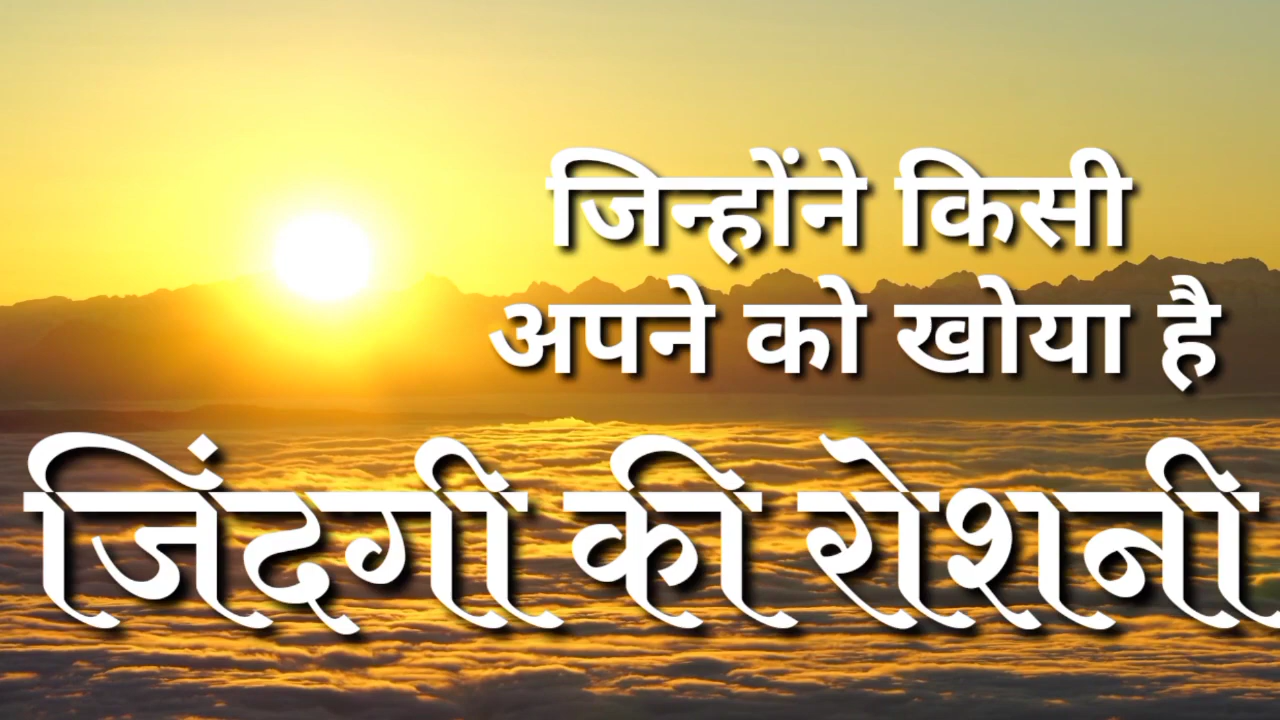 जिन्होंने किसी
अपने को खोया है
जिंदगी की रोशनी